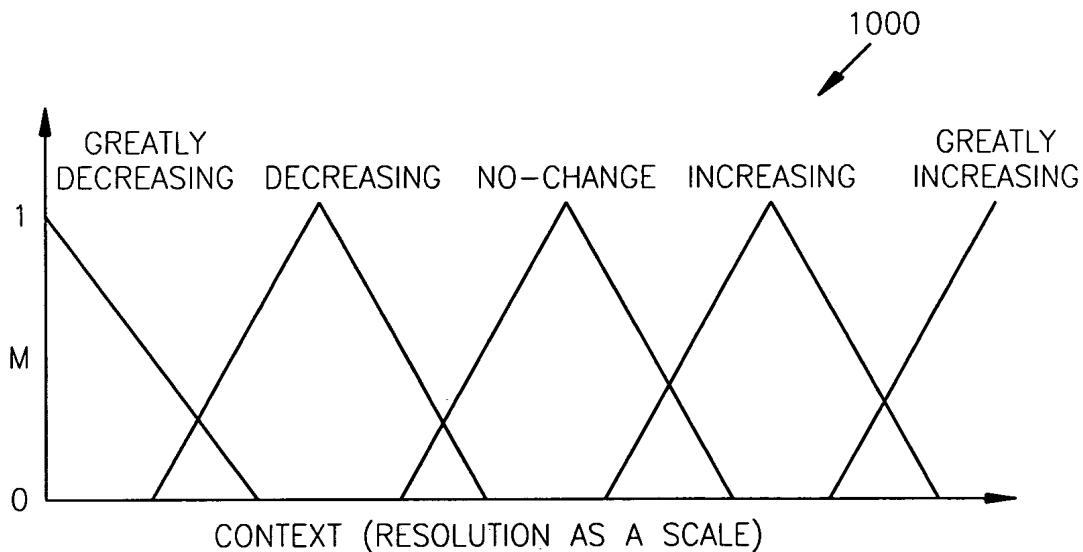 1000
GREATLY
DECREASING
DECREASING
NO-CHANGE
INCREASING
GREATLY
INCREASING
1
M
0
CONTEXT (RESOLUTION AS A SCALE)